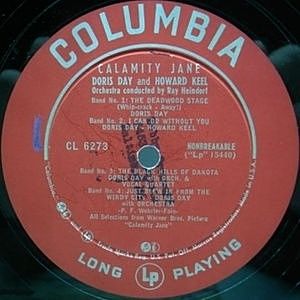 COLUMBIA
CALAMITY JANE
DORIS DAY and HOWARD KEEL
Orchestra conducted by Ray Heindorf
Band No. 1: THE DEADWOOD STAGE
(Whip-crack - Away!)
DORIS DAY
Band No. 2: I CAN DO WITHOUT YOU
DORIS DAY - HOWARD KEEL
CL 6273
NONBREAKABLE
("Lp" 15440)
Band No. 3: THE BLACK HILLS OF DAKOTA
DORIS DAY with ORCH. &
VOCAL QUARTET
Band No. 4: JUST BLEW IN FROM
THE WINDY CITY - DORIS DAY
with ORCHESTRA
- P. F. Webster-Fain-
All Selections from Warner Bros. Picture
"Calamity Jane"
LONG Lp PLAYING